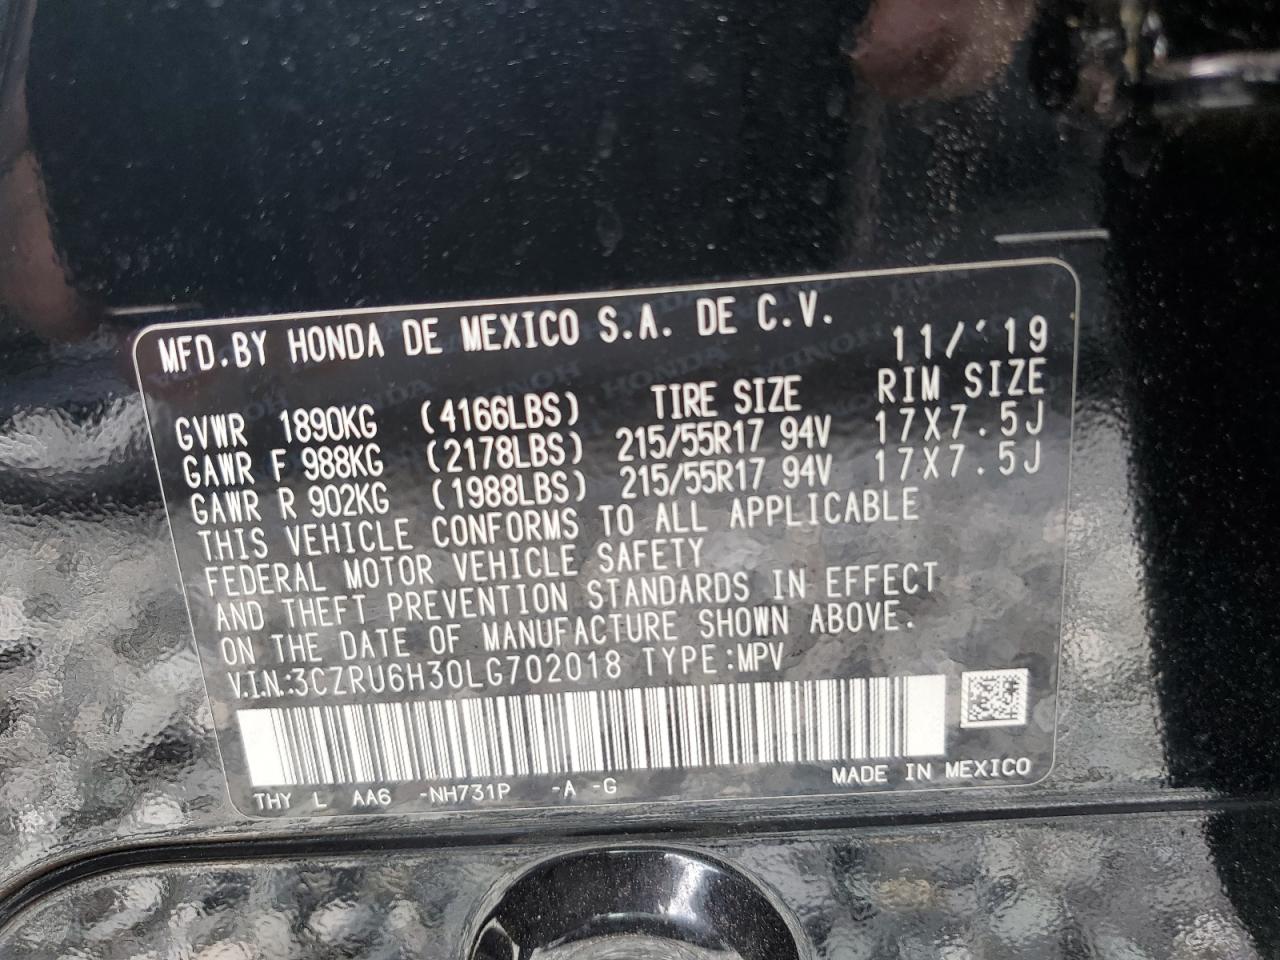 MFD.BY HONDA DE MEXICO S.A. DE C.V.
11/'19
GVWR 1890KG (4166LBS) TIRE SIZE RIM SIZE
GAWR F 988KG (2178LBS) 215/55R17 94V 17X7.5J
GAWR R 902KG (1988LBS) 215/55R17 94V 17X7.5J
THIS VEHICLE CONFORMS TO ALL APPLICABLE
FEDERAL MOTOR VEHICLE SAFETY
AND THEFT PREVENTION STANDARDS IN EFFECT
ON THE DATE OF MANUFACTURE SHOWN ABOVE.
V.I.N.:3CZRU6H30LG702018 TYPE:MPV
MADE IN MEXICO
THY L AA6 -NH731P -A -G